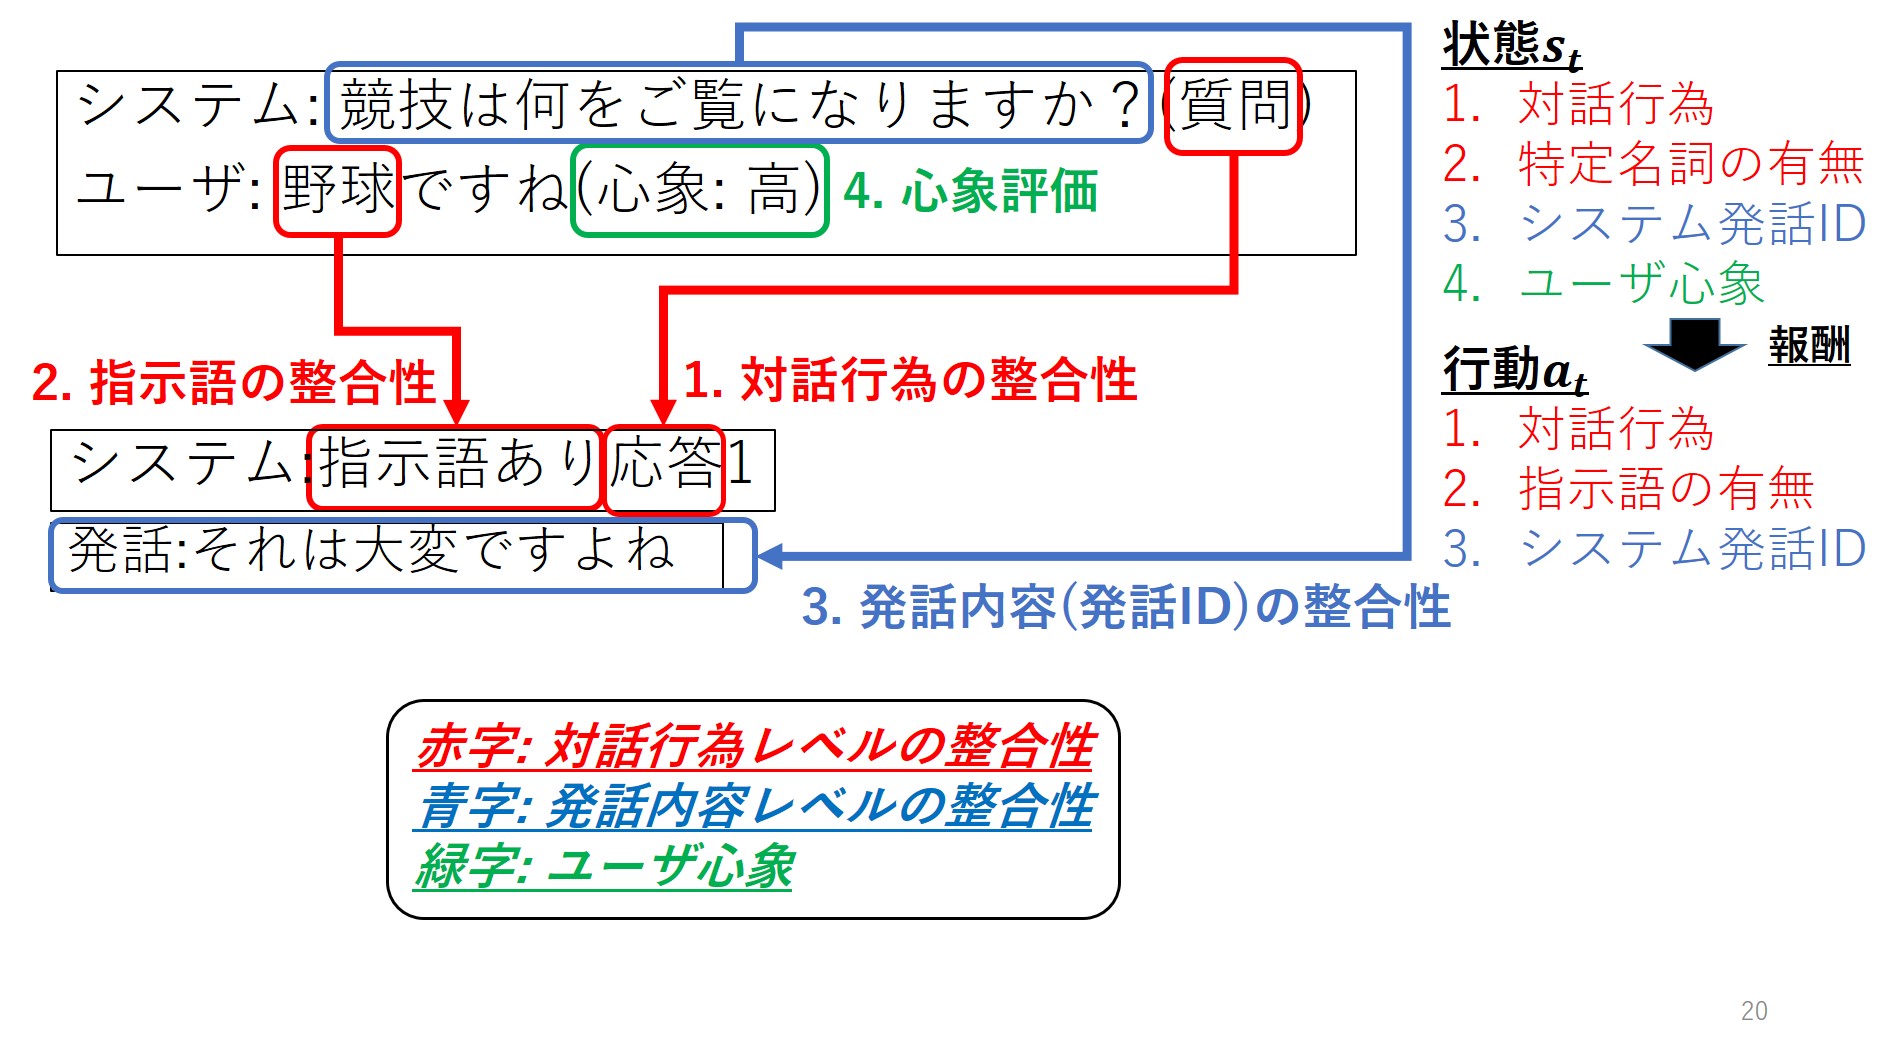 システム: 競技は何をご覧になりますか？(質問)
ユーザ: 野球ですね(心象: 高) 4. 心象評価
2. 指示語の整合性
1. 対話行為の整合性
システム:指示語あり応答1
発話:それは大変ですよね
3. 発話内容(発話ID)の整合性
状態s_t
1. 対話行為
2. 特定名詞の有無
3. システム発話ID
4. ユーザ心象
報酬
行動a_t
1. 対話行為
2. 指示語の有無
3. システム発話ID
赤字: 対話行為レベルの整合性
青字: 発話内容レベルの整合性
緑字: ユーザ心象
20